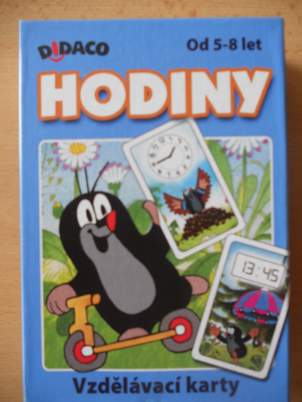 DIDACO
Od 5-8 let
HODINY
13:45
Vzdělávací karty